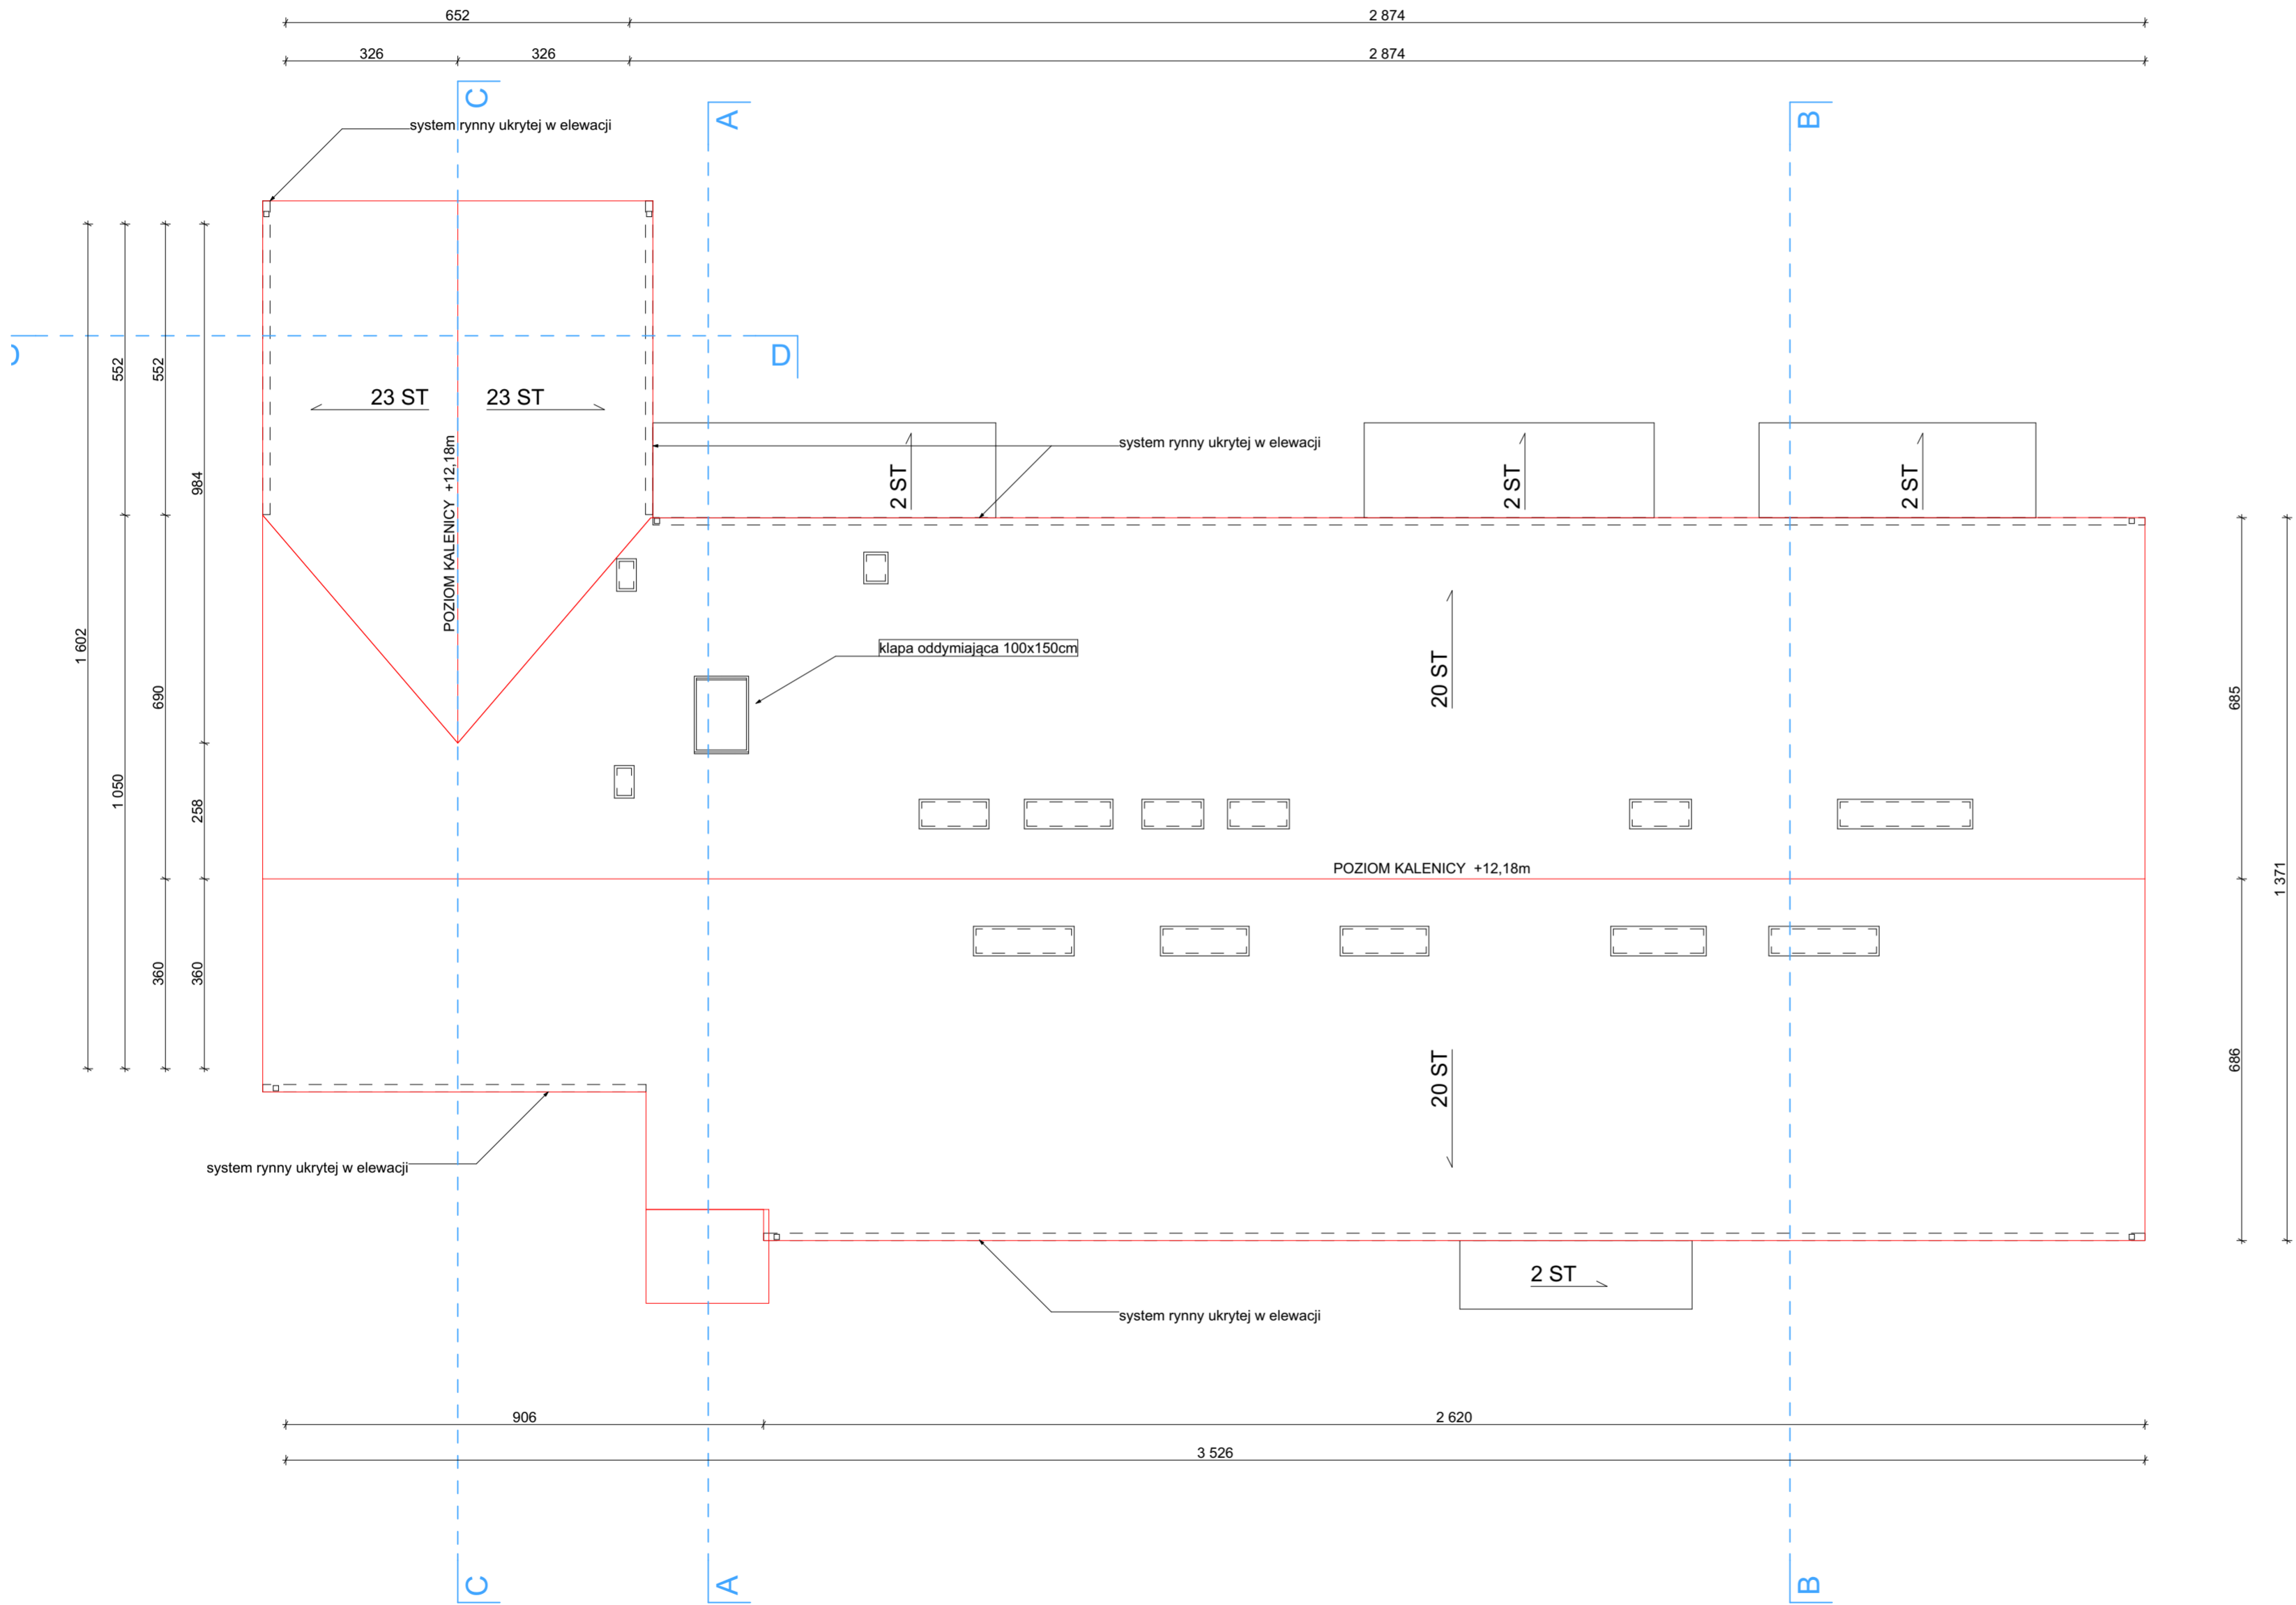 652
2 874
326
326
2 874
C
A
B
system rynny ukrytej w elewacji
D
552
552
23 ST
23 ST
POZIOM KALENICY +12,18m
system rynny ukrytej w elewacji
2 ST
2 ST
2 ST
984
1 602
690
1 050
258
klapa oddymiająca 100x150cm
20 ST
685
POZIOM KALENICY +12,18m
1 371
360
360
20 ST
686
system rynny ukrytej w elewacji
2 ST
system rynny ukrytej w elewacji
906
2 620
3 526
C
A
B